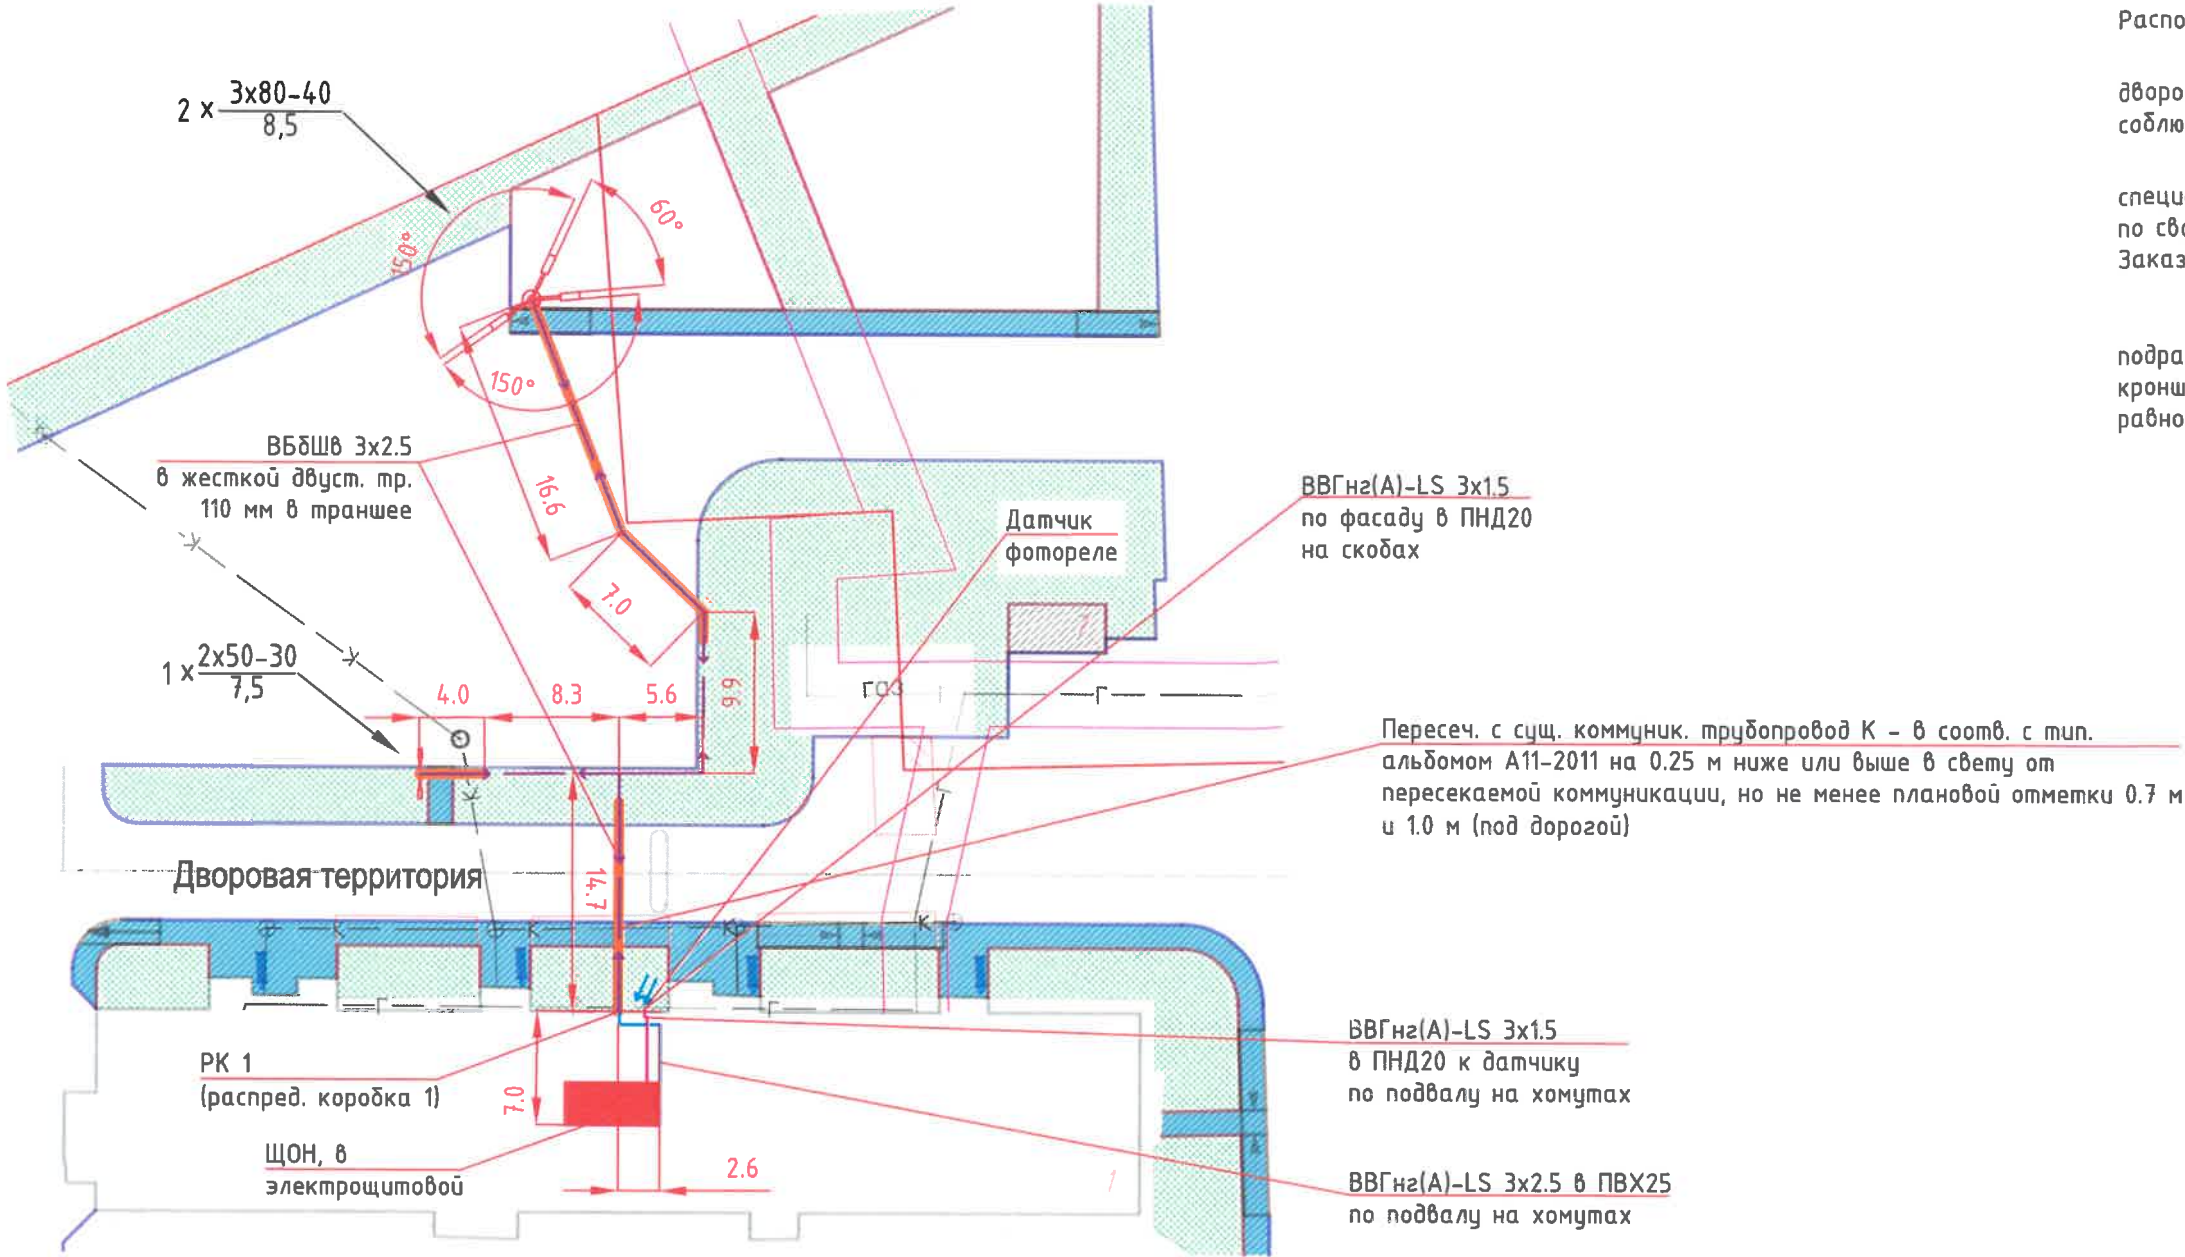 Распо
дворо
соблю
специ
по сво
Заказ
подра
кронш
равно
2 x 3x80-40
8,5
60°
150°
150°
ВБбШв 3x2.5
в жесткой двуст. тр.
110 мм в траншее
16.6
7.0
Датчик
фотореле
ВВГнг(А)-LS 3x1.5
по фасаду в ПНД20
на скобах
1 x 2x50-30
7,5
4.0
8.3
5.6
9.9
ГАЗ
Г
Г
К
7
Пересеч. с сущ. коммуник. трубопровод К - в соотв. с тип.
альбомом А11-2011 на 0.25 м ниже или выше в свету от
пересекаемой коммуникации, но не менее плановой отметки 0.7 м
и 1.0 м (под дорогой)
Дворовая территория
14.7
К
К
К
К
Г
Г
РК 1
(распред. коробка 1)
7.0
ЩОН, в
электрощитовой
2.6
1
ВВГнг(А)-LS 3x1.5
в ПНД20 к датчику
по подвалу на хомутах
ВВГнг(А)-LS 3x2.5 в ПВХ25
по подвалу на хомутах